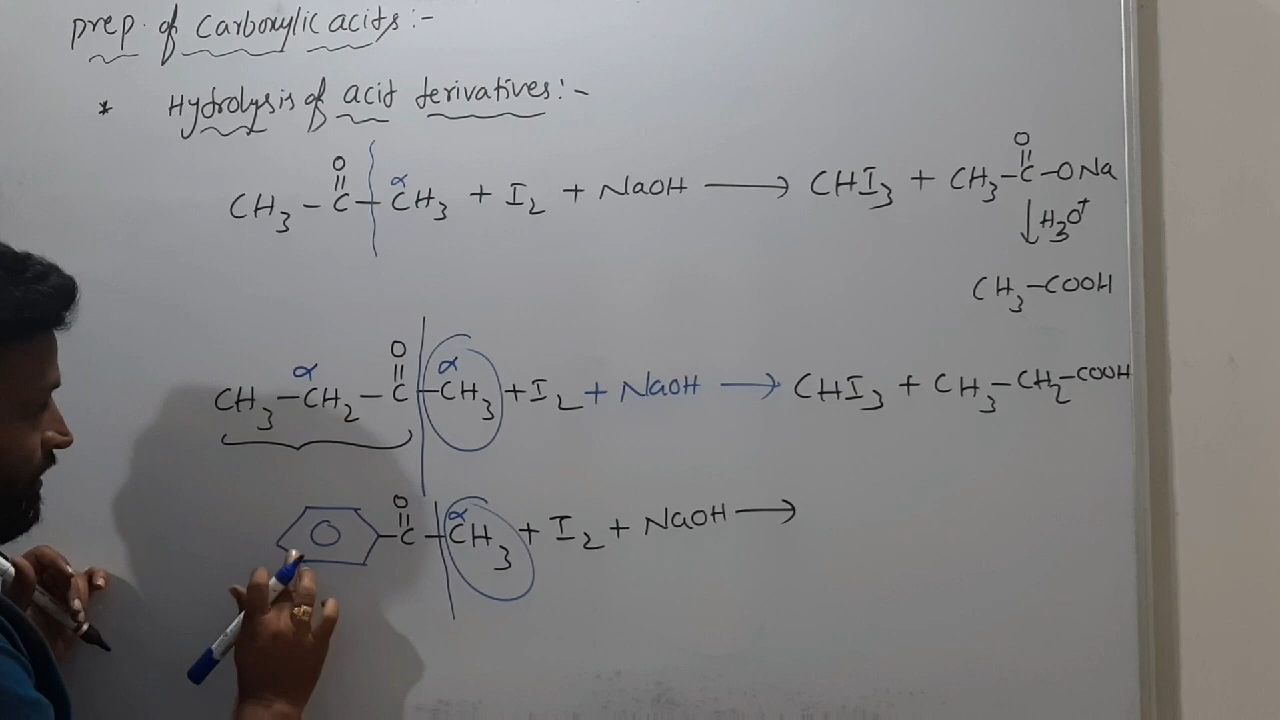 prep. of Carboxylic acids:-
* Hydrolysis of acid derivatives:-
CH₃-C(=O)-CH₃ + I₂ + NaOH ⟶ CHI₃ + CH₃-C(=O)-ONa
α
↓ H₃O⁺
CH₃-COOH
CH₃-CH₂-C(=O)-CH₃ + I₂ + NaOH ⟶ CHI₃ + CH₃-CH₂-COOH
α α
C(=O)-CH₃ + I₂ + NaOH ⟶
α